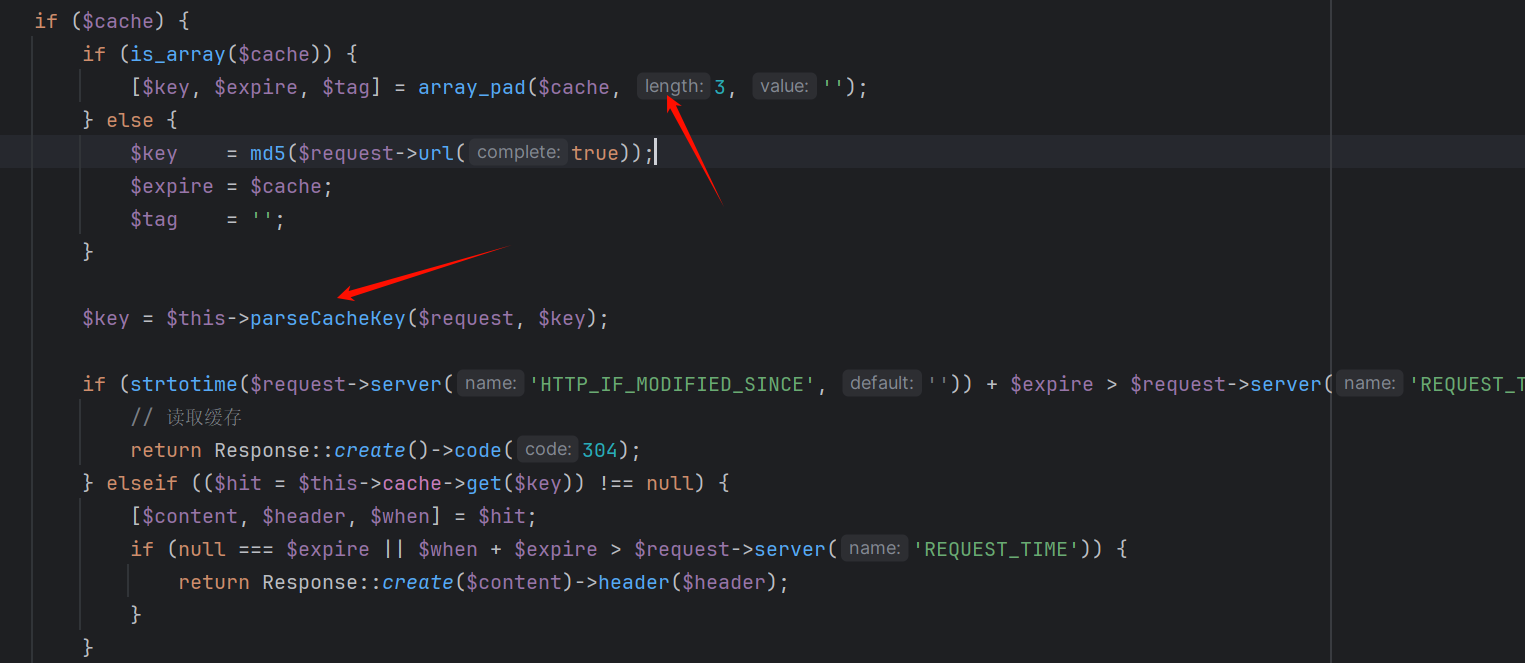 if ($cache) {
if (is_array($cache)) {
[$key, $expire, $tag] = array_pad($cache, length: 3, value: '');
} else {
$key = md5($request->url( complete: true));
$expire = $cache;
$tag = '';
}
$key = $this->parseCacheKey($request, $key);
if (strtotime($request->server( name: 'HTTP_IF_MODIFIED_SINCE', default: '')) + $expire > $request->server( name: 'REQUEST_T
// 读取缓存
return Response::create()->code( code: 304);
} elseif (($hit = $this->cache->get($key)) !== null) {
[$content, $header, $when] = $hit;
if (null === $expire || $when + $expire > $request->server( name: 'REQUEST_TIME')) {
return Response::create($content)->header($header);
}
}